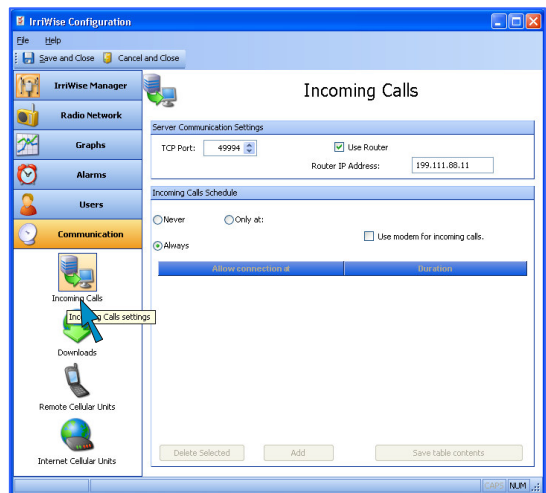 IrriWise Configuration
File Help
Save and Close Cancel and Close
IrriWise Manager
Radio Network
Graphs
Alarms
Users
Communication
Incoming Calls
Incoming Calls settings
Downloads
Remote Cellular Units
Internet Cellular Units
Incoming Calls
Server Communication Settings
TCP Port: 49994 Use Router
Router IP Address: 199.111.88.11
Incoming Calls Schedule
Never Only at:
Use modem for incoming calls.
Always
Allow connection at Duration
Delete Selected Add Save table contents
CAPS NUM